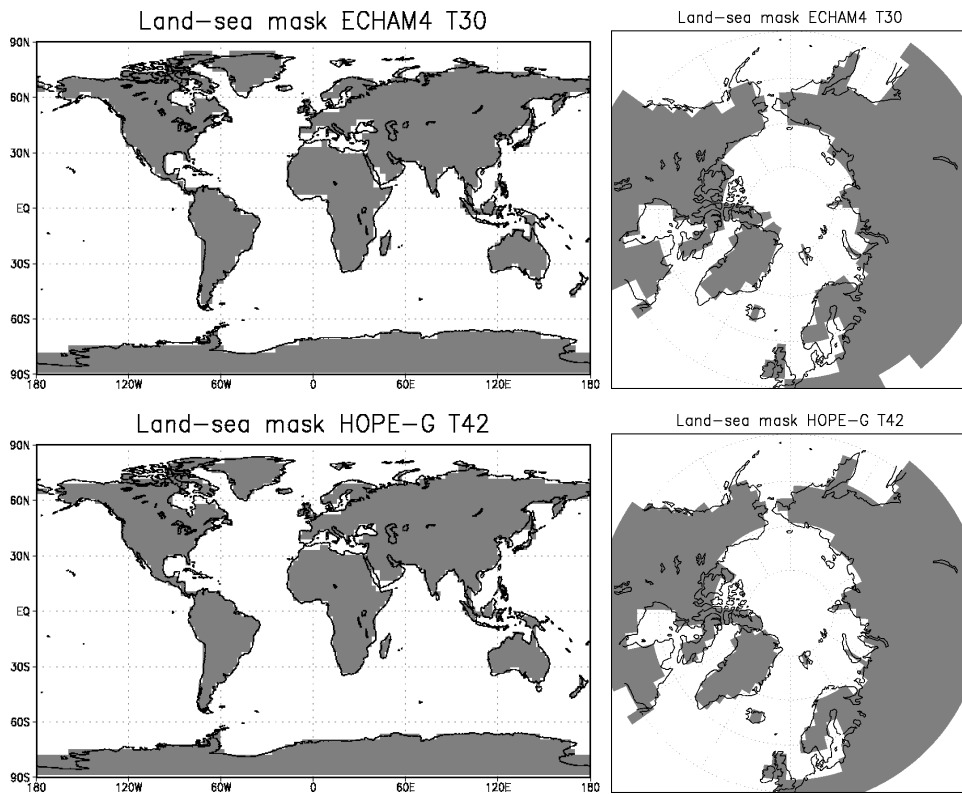 Land-sea mask ECHAM4 T30
90N
60N
30N
EQ
30S
60S
90S
180 120W 60W 0 60E 120E 180
Land-sea mask ECHAM4 T30
Land-sea mask HOPE-G T42
90N
60N
30N
EQ
30S
60S
90S
180 120W 60W 0 60E 120E 180
Land-sea mask HOPE-G T42